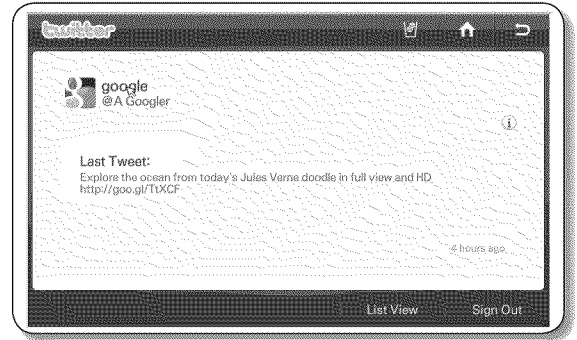 twitter
google
@A Googler
Last Tweet:
Explore the ocean from today's Jules Verne doodle in full view and HD
http://goo.gl/TtXCF
4 hours ago
List View Sign Out